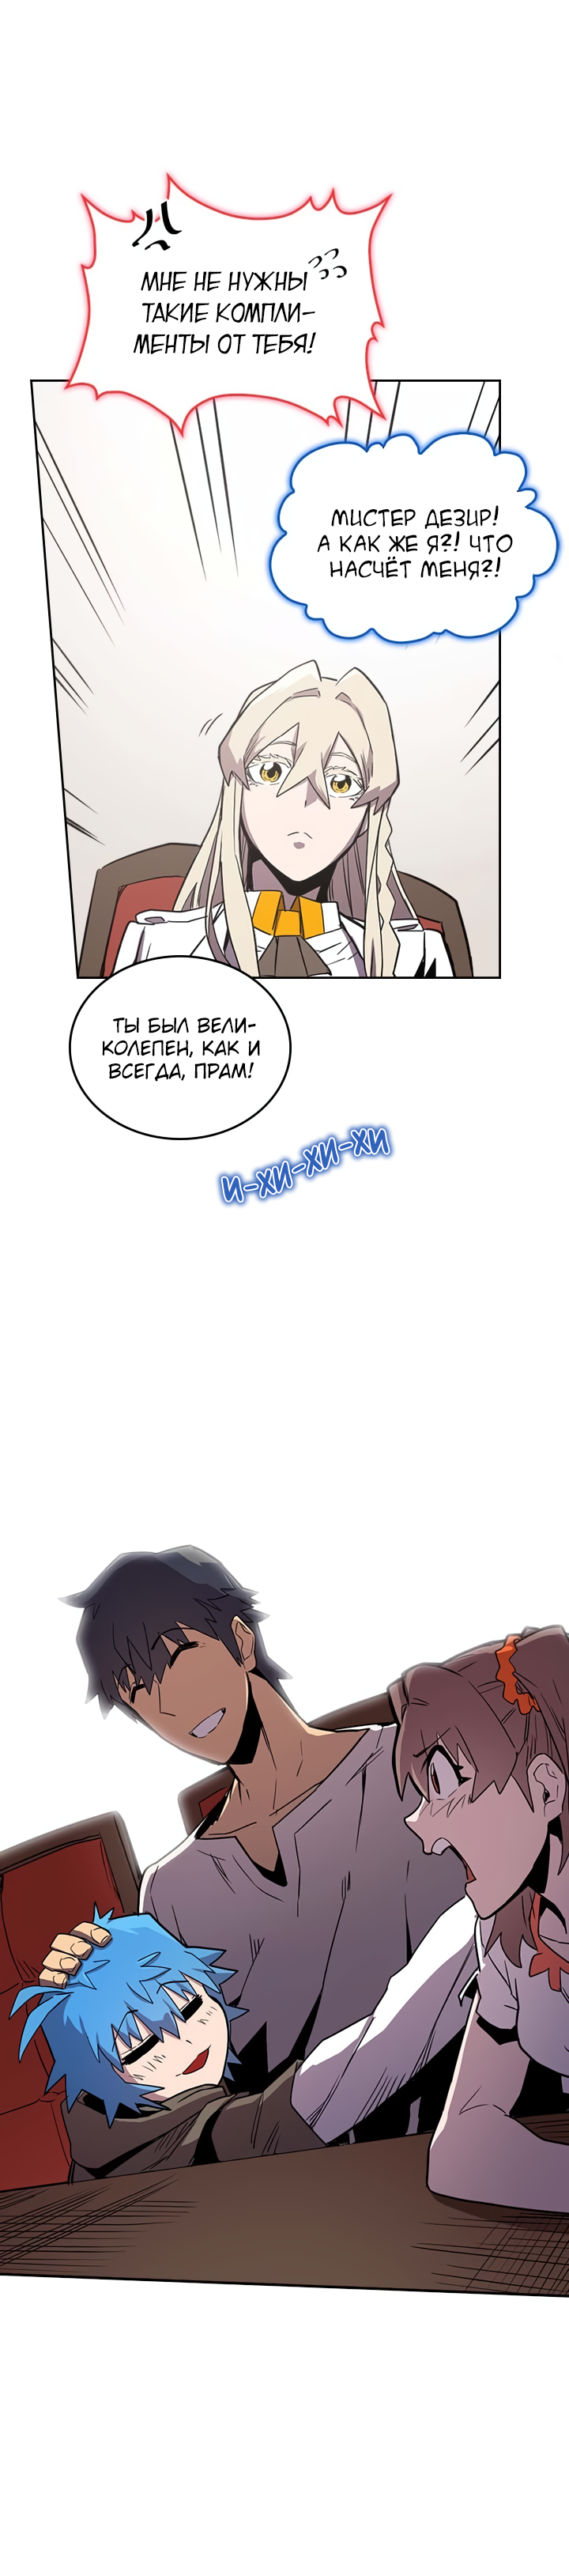 МНЕ НЕ НУЖНЫ
ТАКИЕ КОМПЛИ-
МЕНТЫ ОТ ТЕБЯ!
МИСТЕР ДЕЗИР!
А КАК ЖЕ Я?! ЧТО
НАСЧЁТ МЕНЯ?!
ТЫ БЫЛ ВЕЛИ-
КОЛЕПЕН, КАК И
ВСЕГДА, ПРАМ!
И-ХИ-ХИ-ХИ